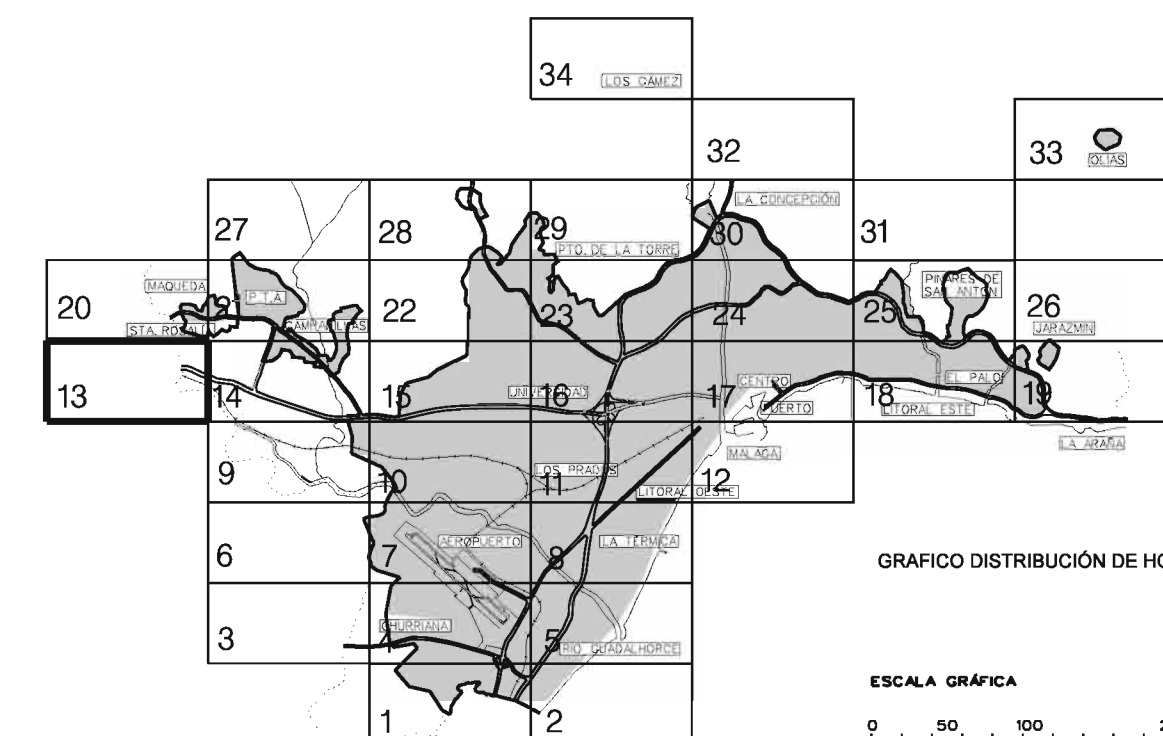 34 LOS GÁMEZ
32
33 OLIAS
LA CONCEPCIÓN
27 28 29 30 31
PTO. DE LA TORRE
MAQUEDA P.T.A. PINARES DE SAN ANTON
20 21 22 23 24 25 26
STA. ROSALIA CAMPANILLAS JARAZMIN
CENTRO EL PALO
13 14 15 UNIVERSIDAD 16 17 18 19
PUERTO LITORAL ESTE
LA ARAÑA
MALAGA
9 10 LOS PRADOS 11 12
LITORAL OESTE
AEROPUERTO LA TERMICA
6 7 8
GRAFICO DISTRIBUCIÓN DE HO
CHURRIANA
3 4 5 RIO GUADALHORCE
ESCALA GRÁFICA
1 2
0 50 100 2